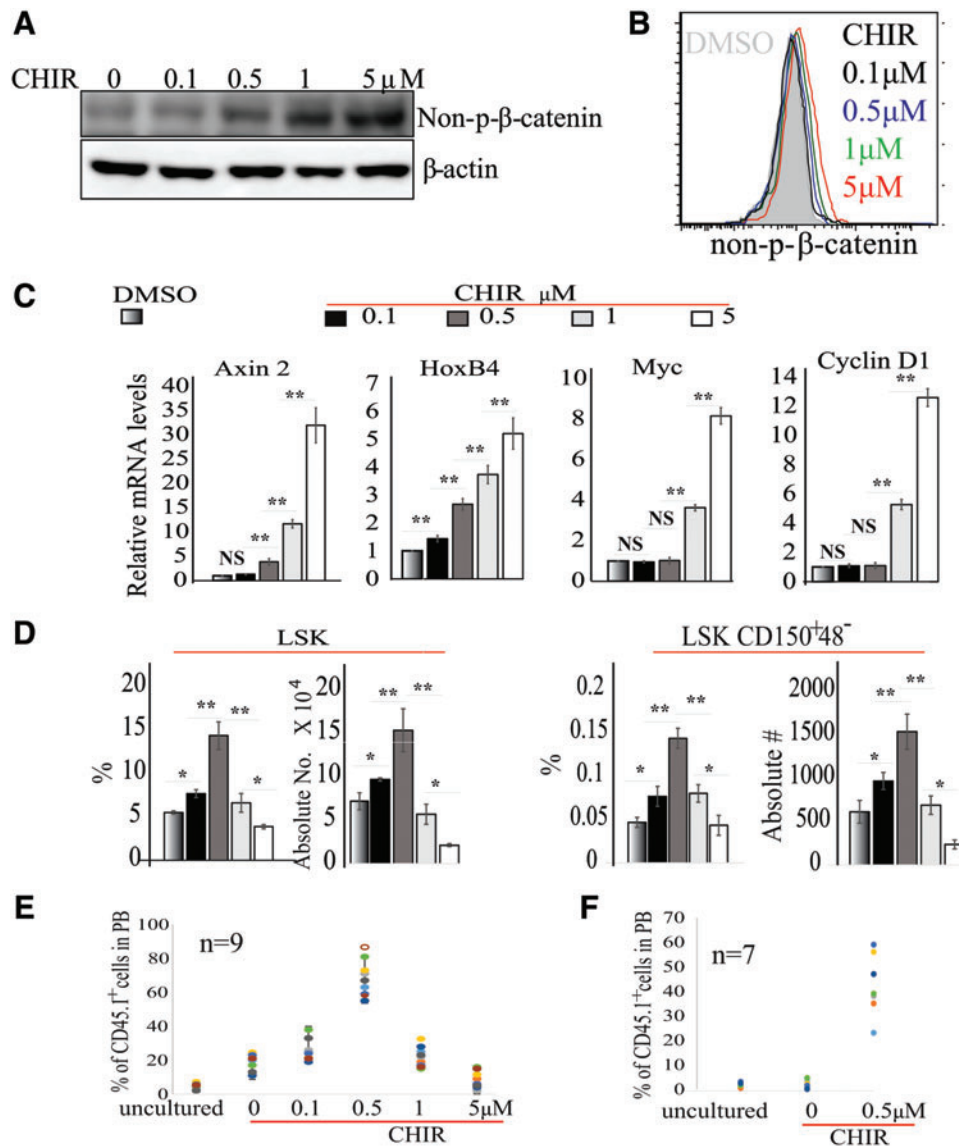 A
CHIR 0 0.1 0.5 1 5 μM
Non-p-β-catenin
β-actin
B
DMSO
CHIR
0.1μM
0.5μM
1μM
5μM
non-p-β-catenin
C
DMSO
CHIR μM
0.1 0.5 1 5
Relative mRNA levels
Axin 2
40
35
30
25
20
15
10
5
0
NS ** ** **
HoxB4
7
6
5
4
3
2
1
0
** ** ** **
Myc
10
8
6
4
2
0
NS NS ** **
Cyclin D1
14
12
10
8
6
4
2
0
NS NS ** **
D
LSK
%
20
15
10
5
0
* ** ** *
Absolute No. X 10⁴
20
15
10
5
0
* ** ** *
LSK CD150⁺48⁻
%
0.2
0.15
0.1
0.05
0
* ** ** *
Absolute #
2000
1500
1000
500
0
* ** ** *
E
% of CD45.1⁺cells in PB
n=9
100
80
60
40
20
0
uncultured 0 0.1 0.5 1 5μM
CHIR
F
% of CD45.1⁺cells in PB
n=7
70
60
50
40
30
20
10
0
uncultured 0 0.5μM
CHIR